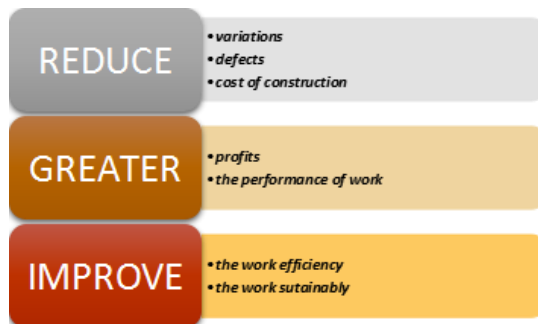 REDUCE
• variations
• defects
• cost of construction
GREATER
• profits
• the performance of work
IMPROVE
• the work efficiency
• the work sutainably